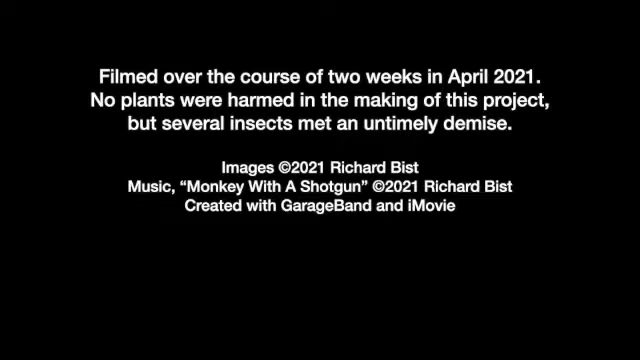 Filmed over the course of two weeks in April 2021.
No plants were harmed in the making of this project,
but several insects met an untimely demise.
Images ©2021 Richard Bist
Music, “Monkey With A Shotgun” ©2021 Richard Bist
Created with GarageBand and iMovie